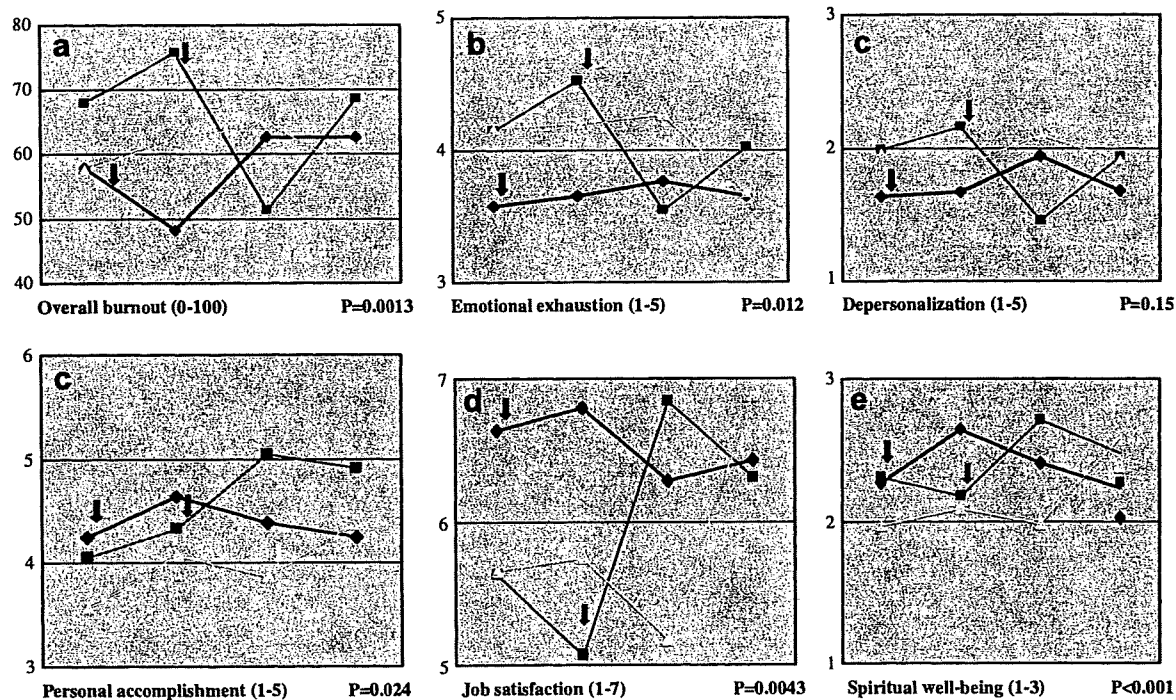 80
70
60
50
40
a
Overall burnout (0-100) P=0.0013
5
4
3
b
Emotional exhaustion (1-5) P=0.012
3
2
1
c
Depersonalization (1-5) P=0.15
6
5
4
3
c
Personal accomplishment (1-5) P=0.024
7
6
5
d
Job satisfaction (1-7) P=0.0043
3
2
1
e
Spiritual well-being (1-3) P<0.001